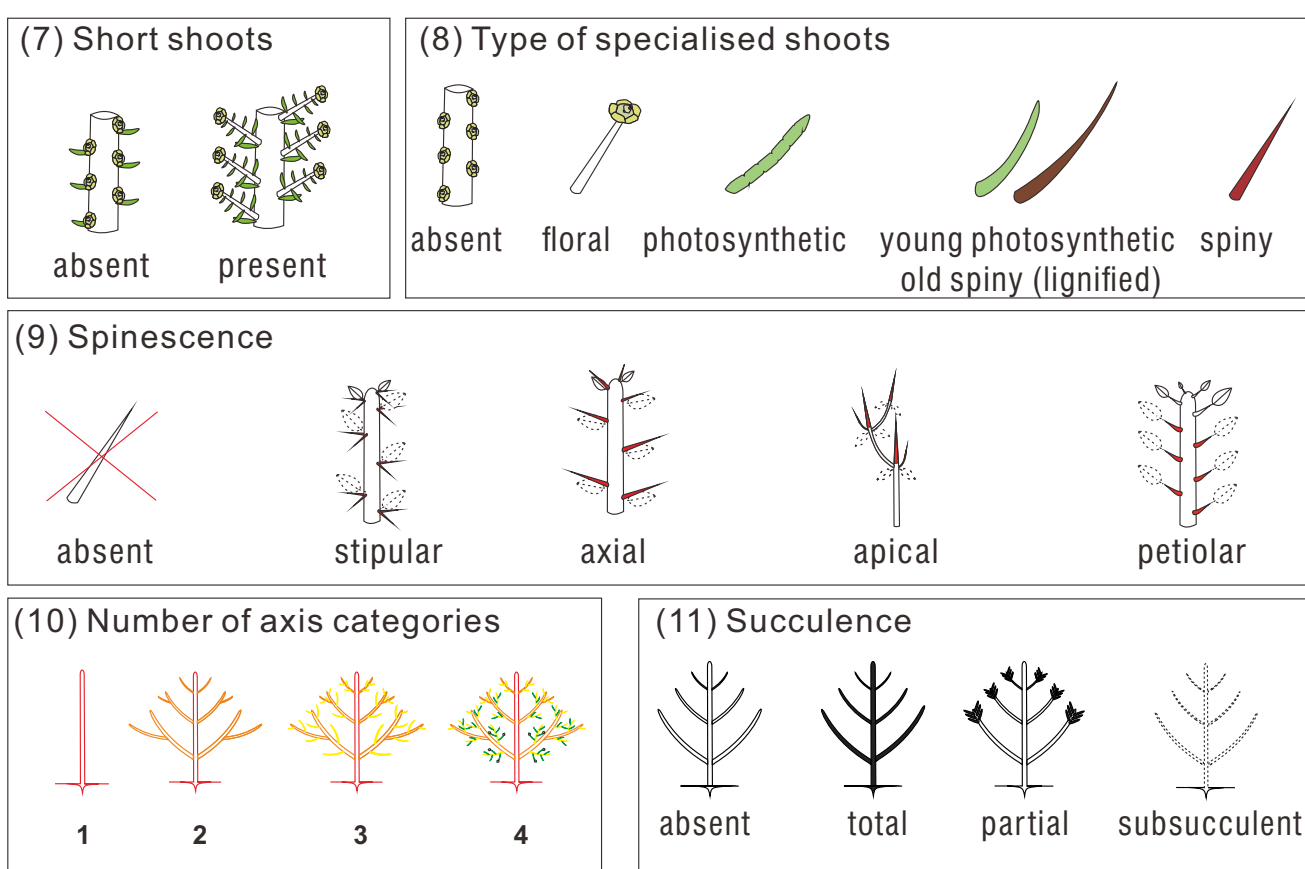 (7) Short shoots
absent present
(8) Type of specialised shoots
absent floral photosynthetic young photosynthetic spiny
old spiny (lignified)
(9) Spinescence
absent stipular axial apical petiolar
(10) Number of axis categories
1 2 3 4
(11) Succulence
absent total partial subsucculent